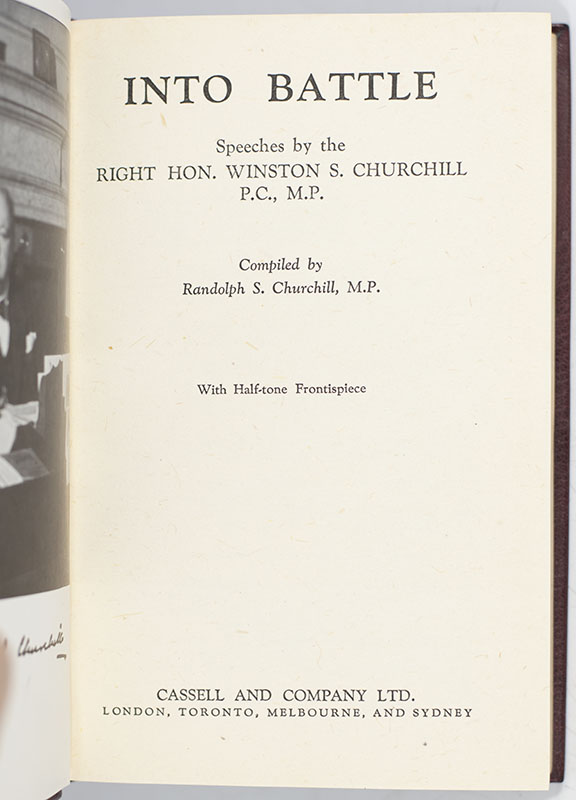 INTO BATTLE
Speeches by the
RIGHT HON. WINSTON S. CHURCHILL
P.C., M.P.
Compiled by
Randolph S. Churchill, M.P.
With Half-tone Frontispiece
CASSELL AND COMPANY LTD.
LONDON, TORONTO, MELBOURNE, AND SYDNEY
Churchill